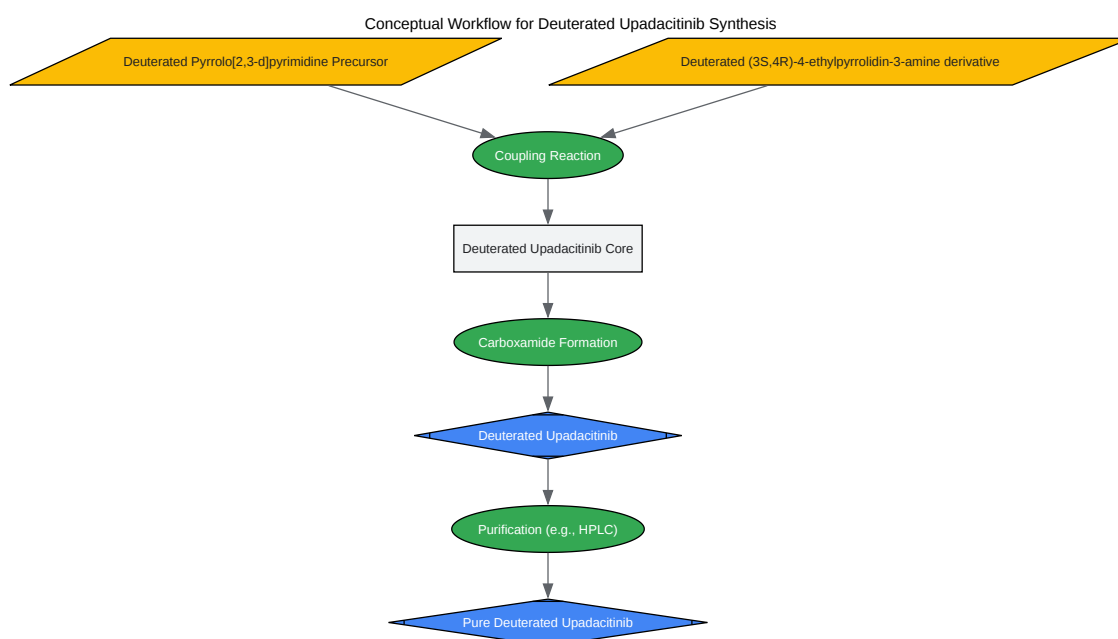 Conceptual Workflow for Deuterated Upadacitinib Synthesis
Deuterated Pyrrolo[2,3-d]pyrimidine Precursor
Deuterated (3S,4R)-4-ethylpyrrolidin-3-amine derivative
Coupling Reaction
Deuterated Upadacitinib Core
Carboxamide Formation
Deuterated Upadacitinib
Purification (e.g., HPLC)
Pure Deuterated Upadacitinib